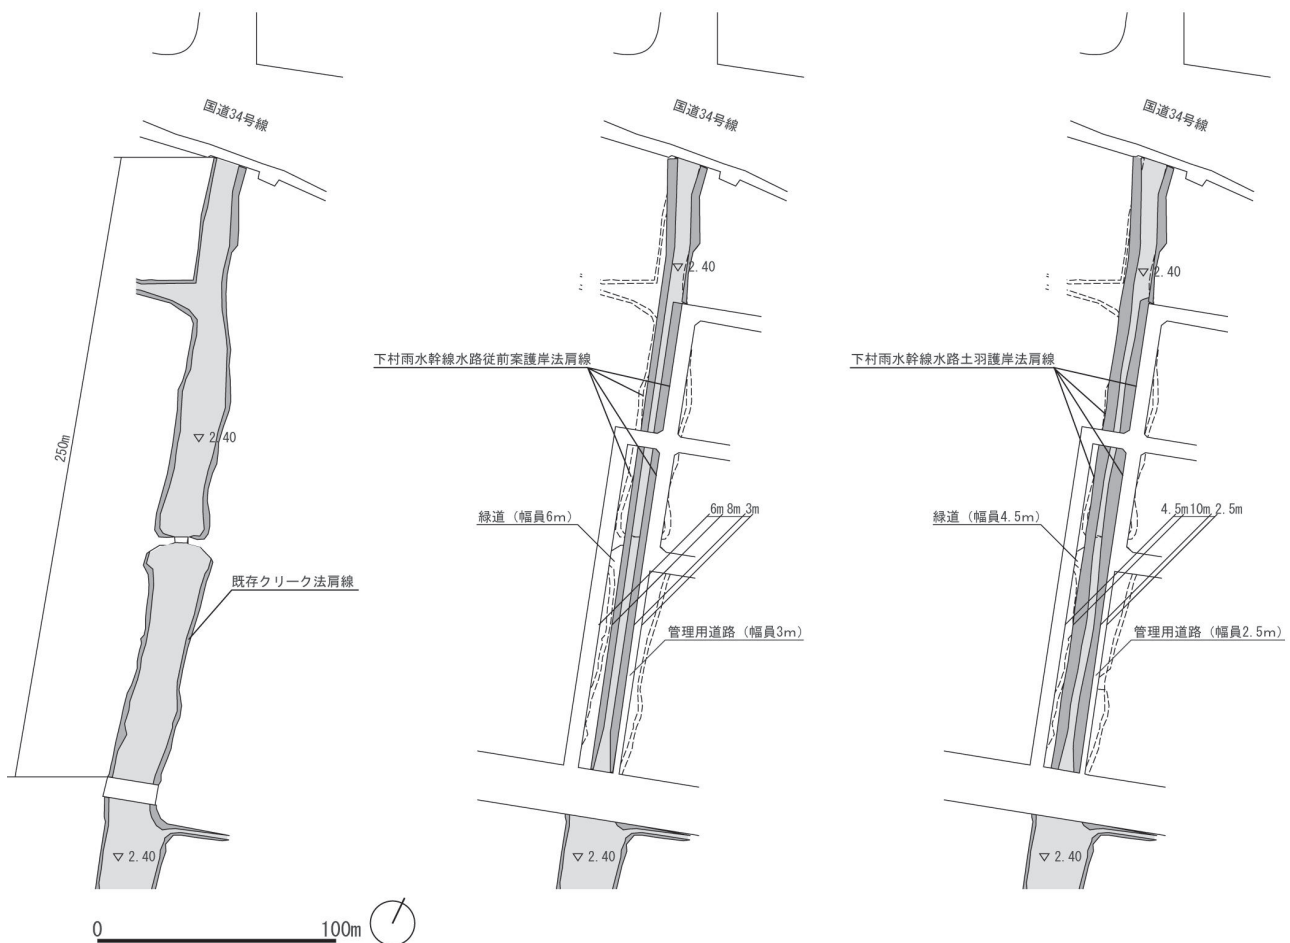 国道34号線
250m
▽ 2.40
既存クリーク法肩線
▽ 2.40
0 100m
国道34号線
▽ 2.40
下村雨水幹線水路従前案護岸法肩線
緑道（幅員6m）
6m 8m 3m
管理用道路（幅員3m）
▽ 2.40
国道34号線
▽ 2.40
下村雨水幹線水路土羽護岸法肩線
緑道（幅員4.5m）
4.5m 10m 2.5m
管理用道路（幅員2.5m）
▽ 2.40